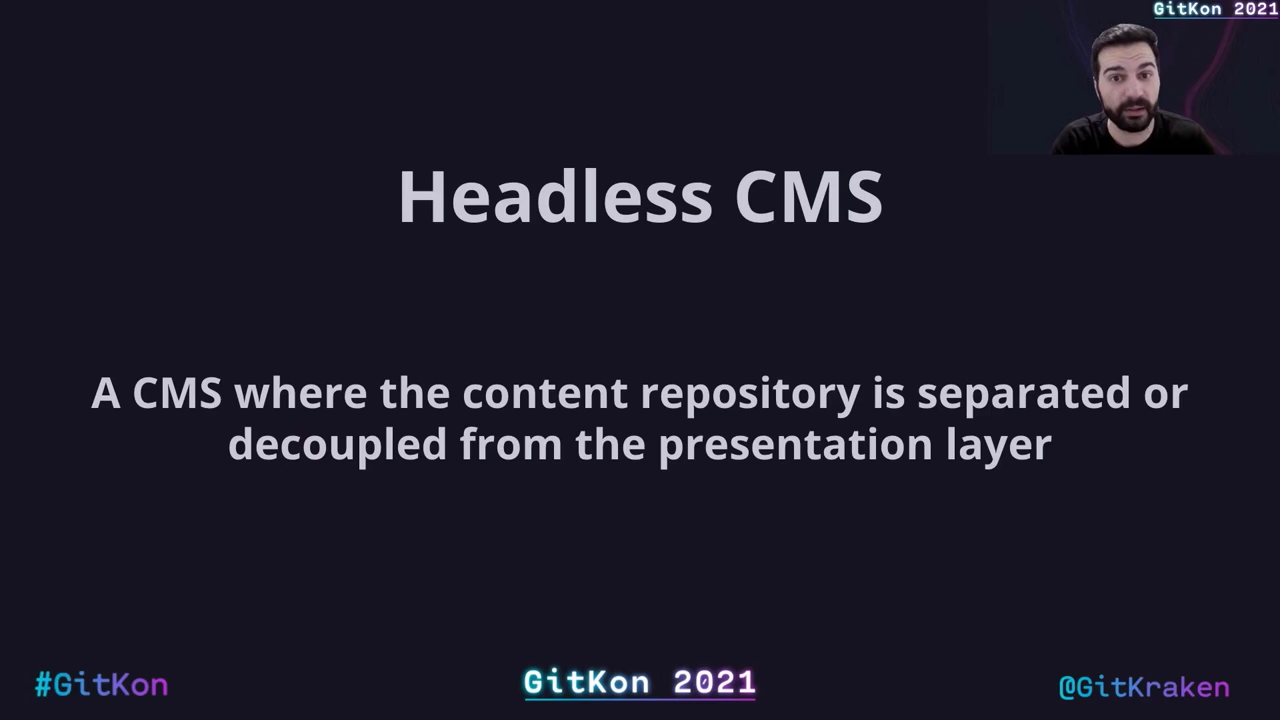 GitKon 2021
Headless CMS
A CMS where the content repository is separated or
decoupled from the presentation layer
#GitKon
GitKon 2021
@GitKraken